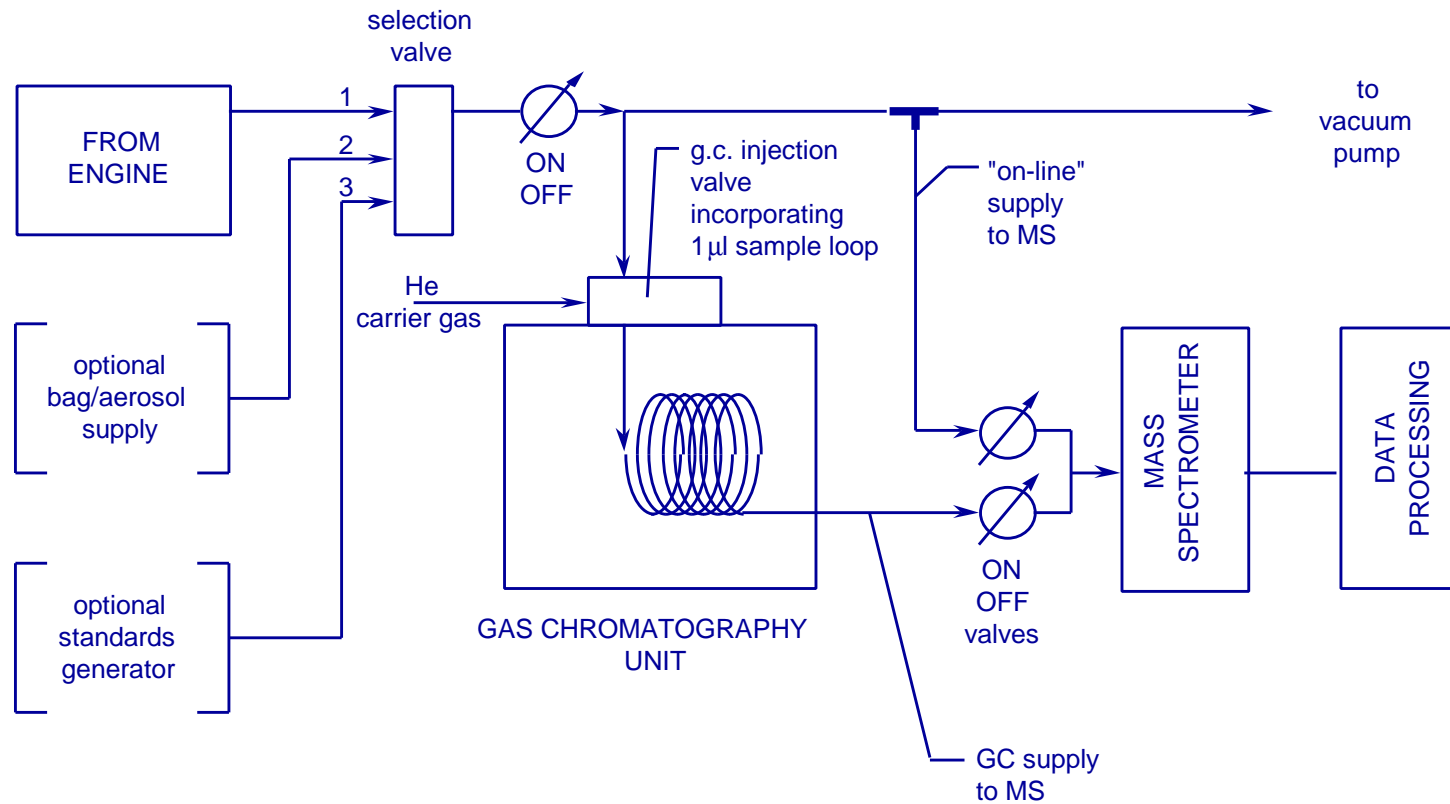 selection
valve
FROM
ENGINE
1
2
3
ON
OFF
g.c. injection
valve
incorporating
1µl sample loop
"on-line"
supply
to MS
to
vacuum
pump
He
carrier gas
optional
bag/aerosol
supply
optional
standards
generator
GAS CHROMATOGRAPHY
UNIT
ON
OFF
valves
MASS
SPECTROMETER
DATA
PROCESSING
GC supply
to MS